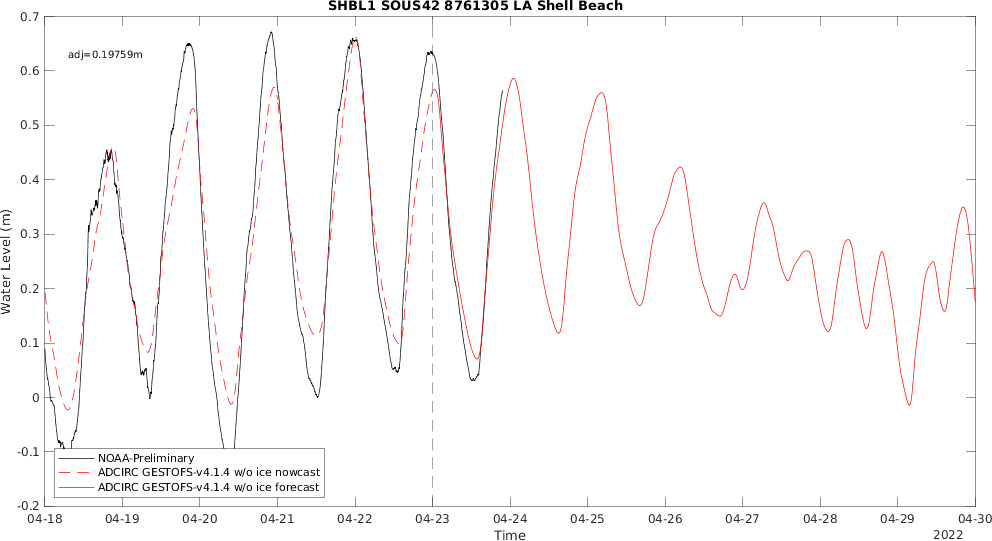 SHBL1 SOUS42 8761305 LA Shell Beach
adj=0.19759m
Water Level (m)
0.7
0.6
0.5
0.4
0.3
0.2
0.1
0
-0.1
-0.2
NOAA-Preliminary
ADCIRC GESTOFS-v4.1.4 w/o ice nowcast
ADCIRC GESTOFS-v4.1.4 w/o ice forecast
04-18 04-19 04-20 04-21 04-22 04-23 04-24 04-25 04-26 04-27 04-28 04-29 04-30
Time
2022